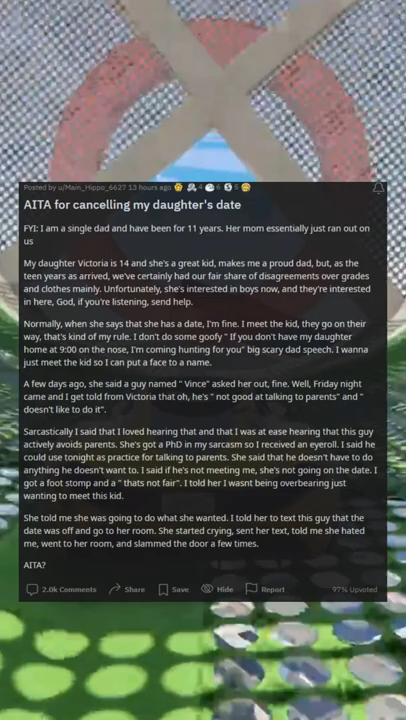 Posted by u/Main_Hippo_6627 13 hours ago 4 6 5
AITA for cancelling my daughter's date
FYI: I am a single dad and have been for 11 years. Her mom essentially just ran out on
us
My daughter Victoria is 14 and she's a great kid, makes me a proud dad, but, as the
teen years as arrived, we've certainly had our fair share of disagreements over grades
and clothes mainly. Unfortunately, she's interested in boys now, and they're interested
in here, God, if you're listening, send help.
Normally, when she says that she has a date, I'm fine. I meet the kid, they go on their
way, that's kind of my rule. I don't do some goofy " If you don't have my daughter
home at 9:00 on the nose, I'm coming hunting for you" big scary dad speech. I wanna
just meet the kid so I can put a face to a name.
A few days ago, she said a guy named " Vince" asked her out, fine. Well, Friday night
came and I get told from Victoria that oh, he's " not good at talking to parents" and "
doesn't like to do it".
Sarcastically I said that I loved hearing that and that I was at ease hearing that this guy
actively avoids parents. She's got a PhD in my sarcasm so I received an eyeroll. I said he
could use tonight as practice for talking to parents. She said that he doesn't have to do
anything he doesn't want to. I said if he's not meeting me, she's not going on the date. I
got a foot stomp and a " thats not fair". I told her I wasnt being overbearing just
wanting to meet this kid.
She told me she was going to do what she wanted. I told her to text this guy that the
date was off and go to her room. She started crying, sent her text, told me she hated
me, went to her room, and slammed the door a few times.
AITA?
2.0k Comments Share Save Hide Report 97% Upvoted